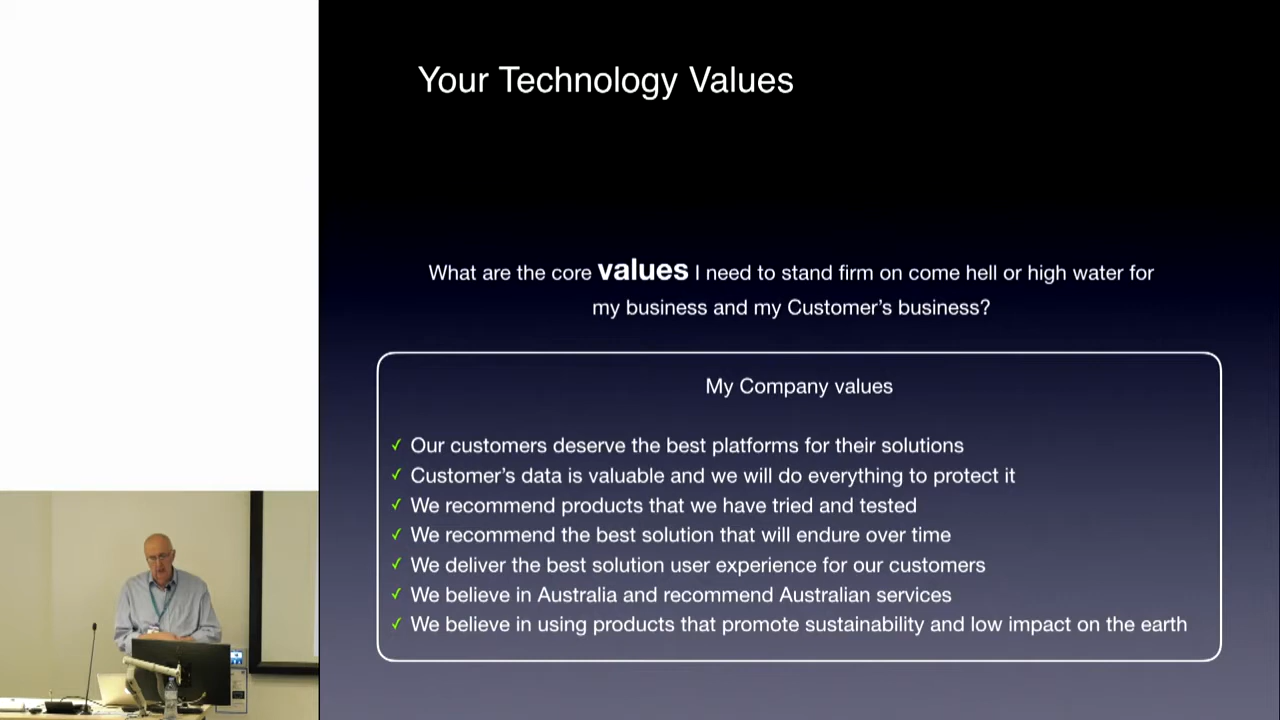 Your Technology Values
What are the core values I need to stand firm on come hell or high water for
my business and my Customer’s business?
My Company values
✓ Our customers deserve the best platforms for their solutions
✓ Customer’s data is valuable and we will do everything to protect it
✓ We recommend products that we have tried and tested
✓ We recommend the best solution that will endure over time
✓ We deliver the best solution user experience for our customers
✓ We believe in Australia and recommend Australian services
✓ We believe in using products that promote sustainability and low impact on the earth